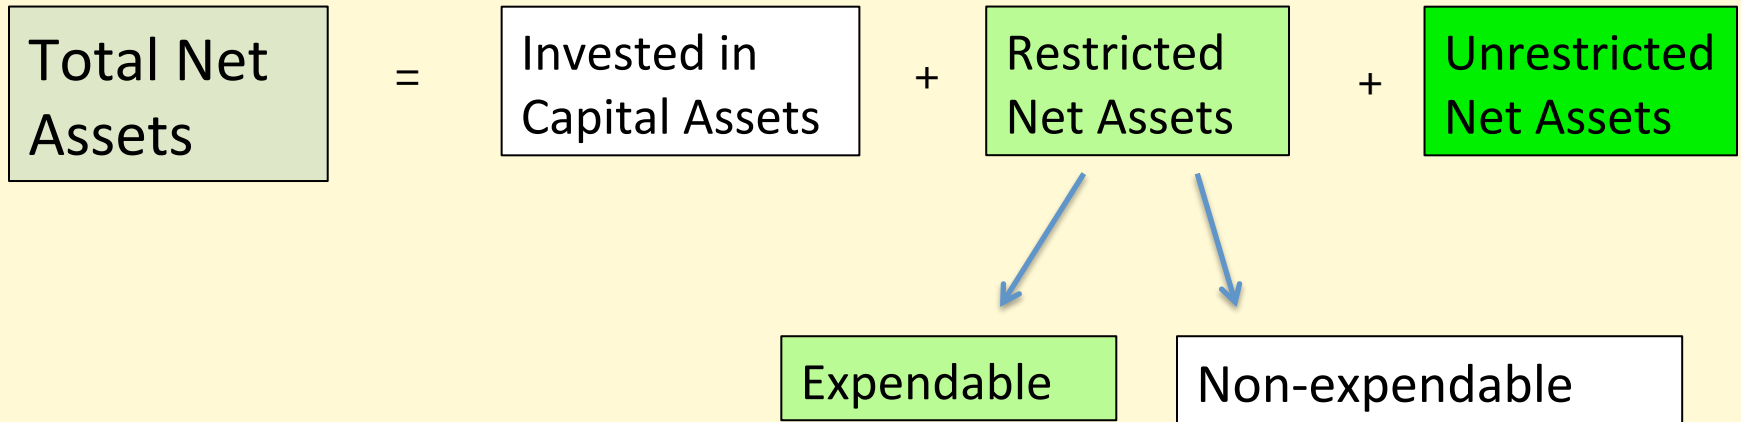 Total Net
Assets
=
Invested in
Capital Assets
+
Restricted
Net Assets
+
Unrestricted
Net Assets
Expendable
Non-expendable